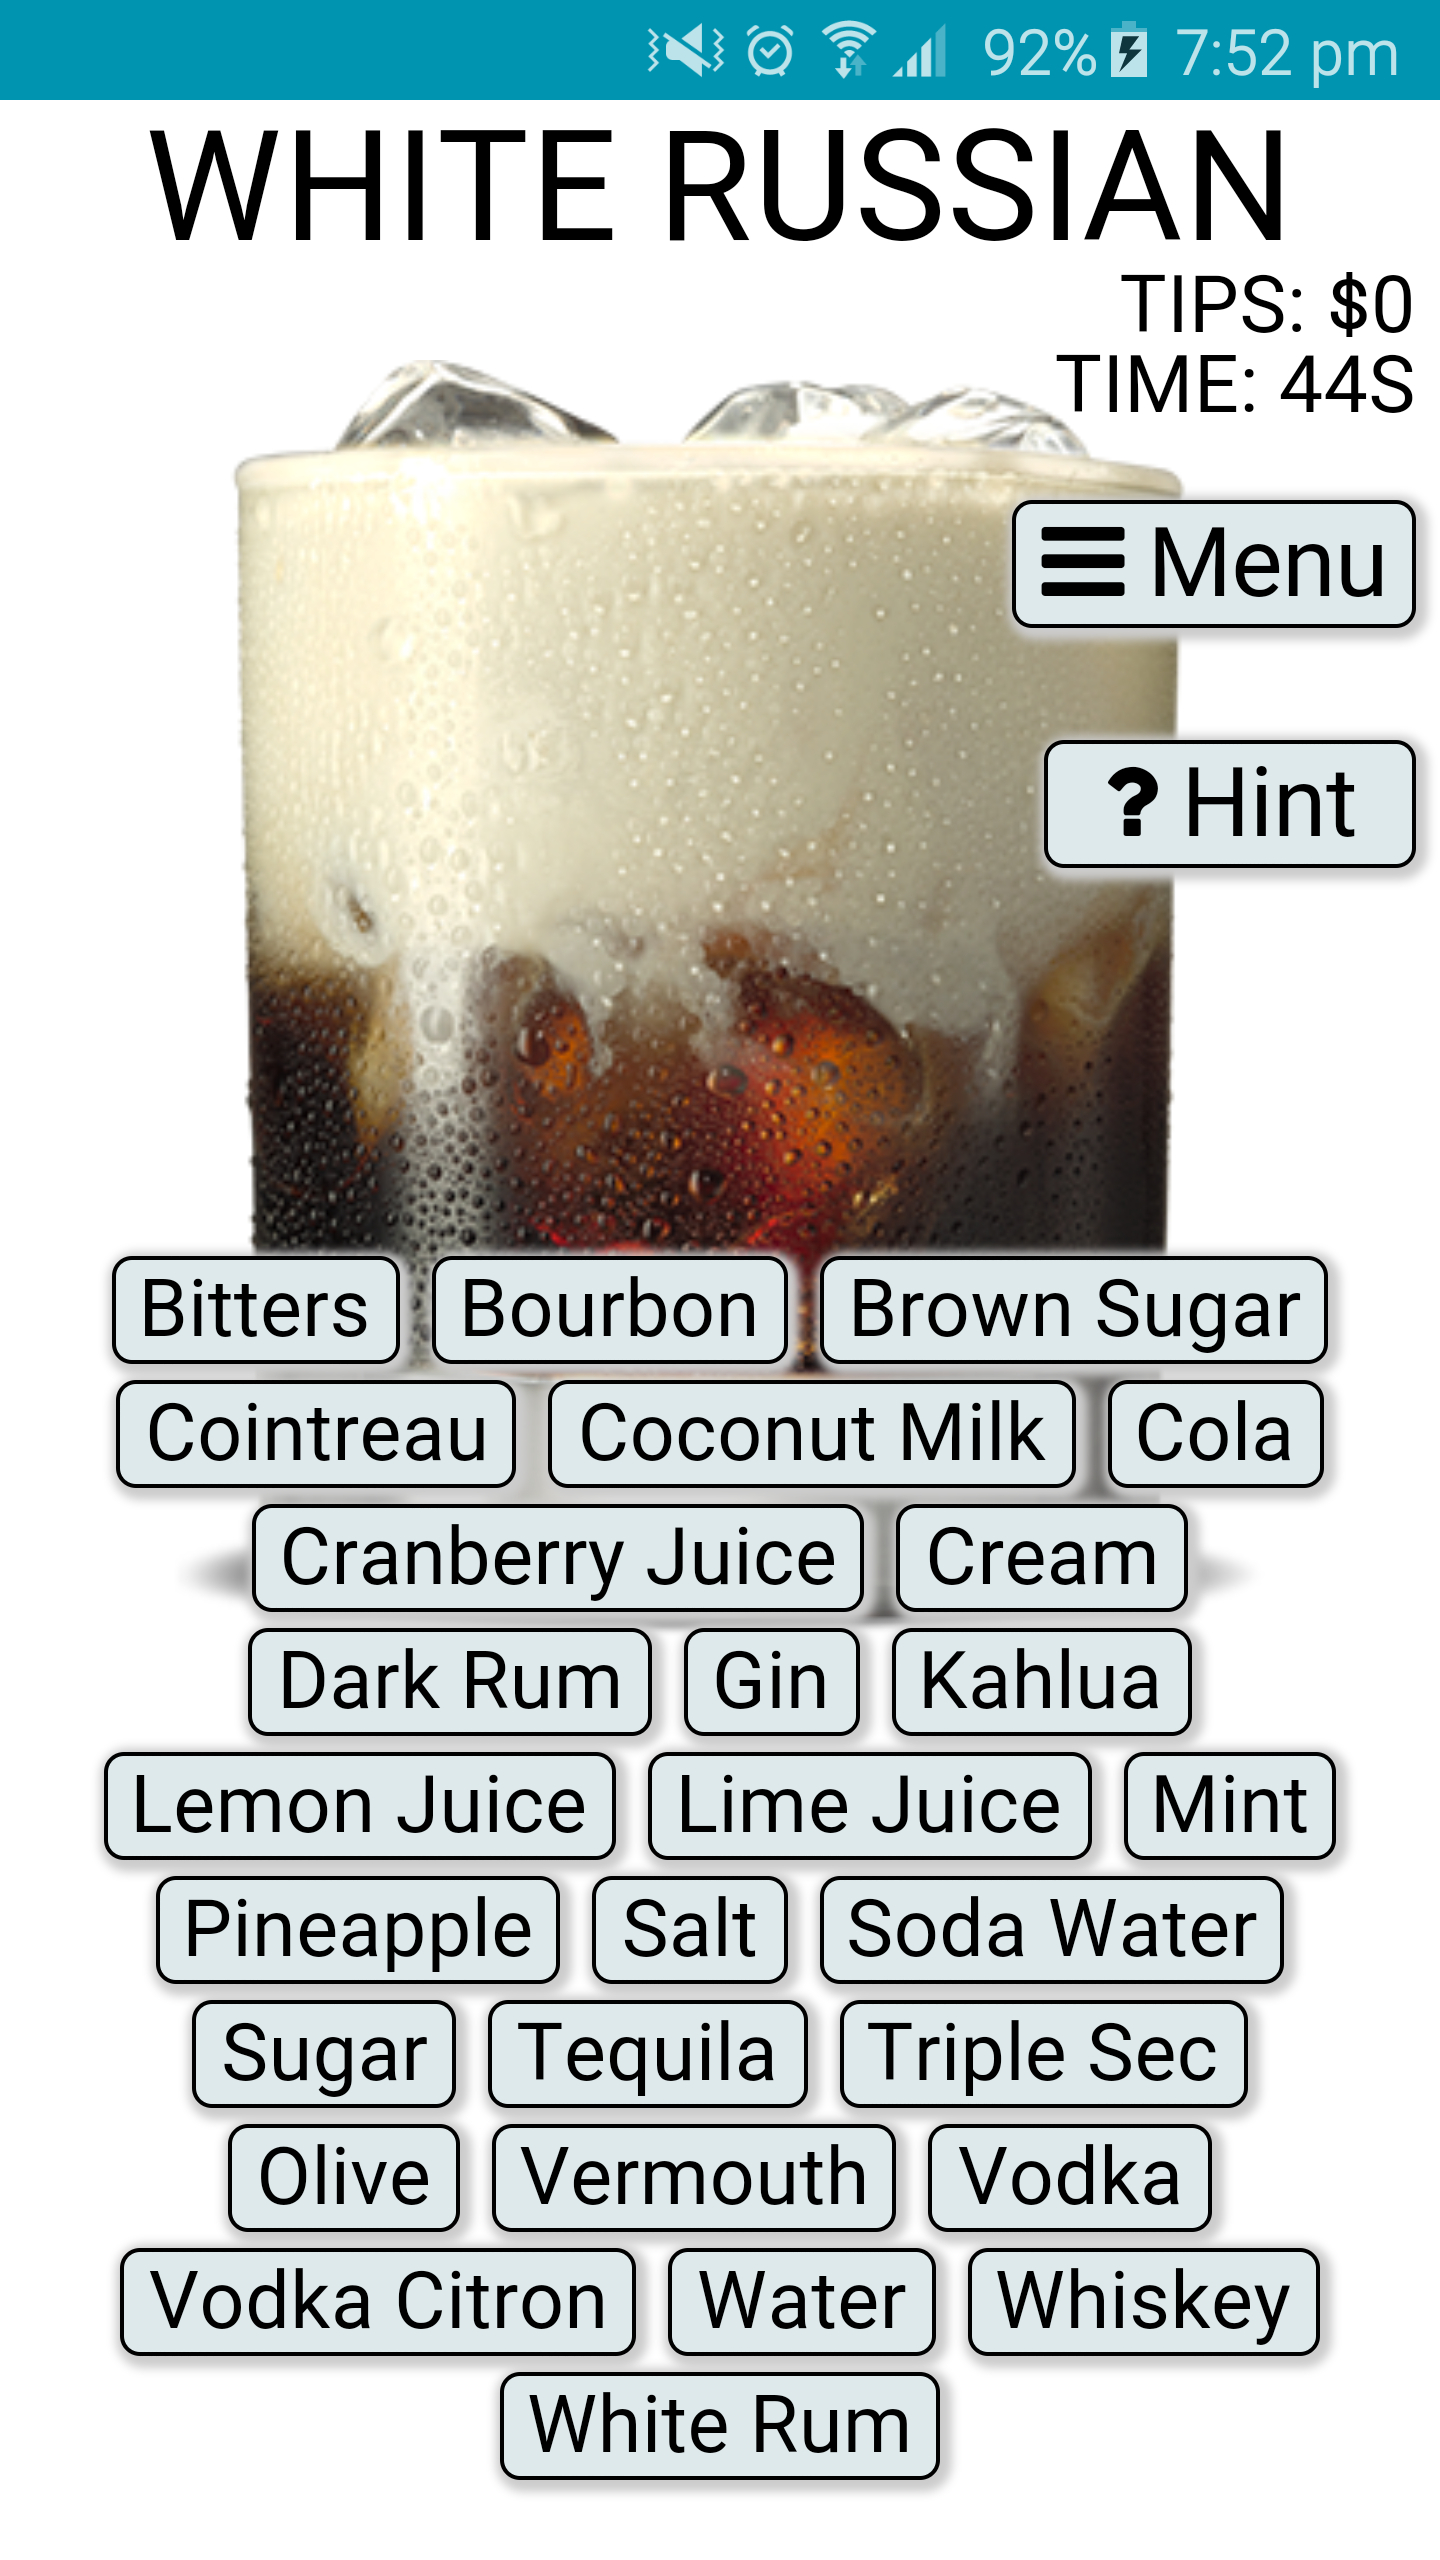 92% 7:52 pm
WHITE RUSSIAN
TIPS: $0
TIME: 44S
Menu
? Hint
Bitters Bourbon Brown Sugar
Cointreau Coconut Milk Cola
Cranberry Juice Cream
Dark Rum Gin Kahlua
Lemon Juice Lime Juice Mint
Pineapple Salt Soda Water
Sugar Tequila Triple Sec
Olive Vermouth Vodka
Vodka Citron Water Whiskey
White Rum